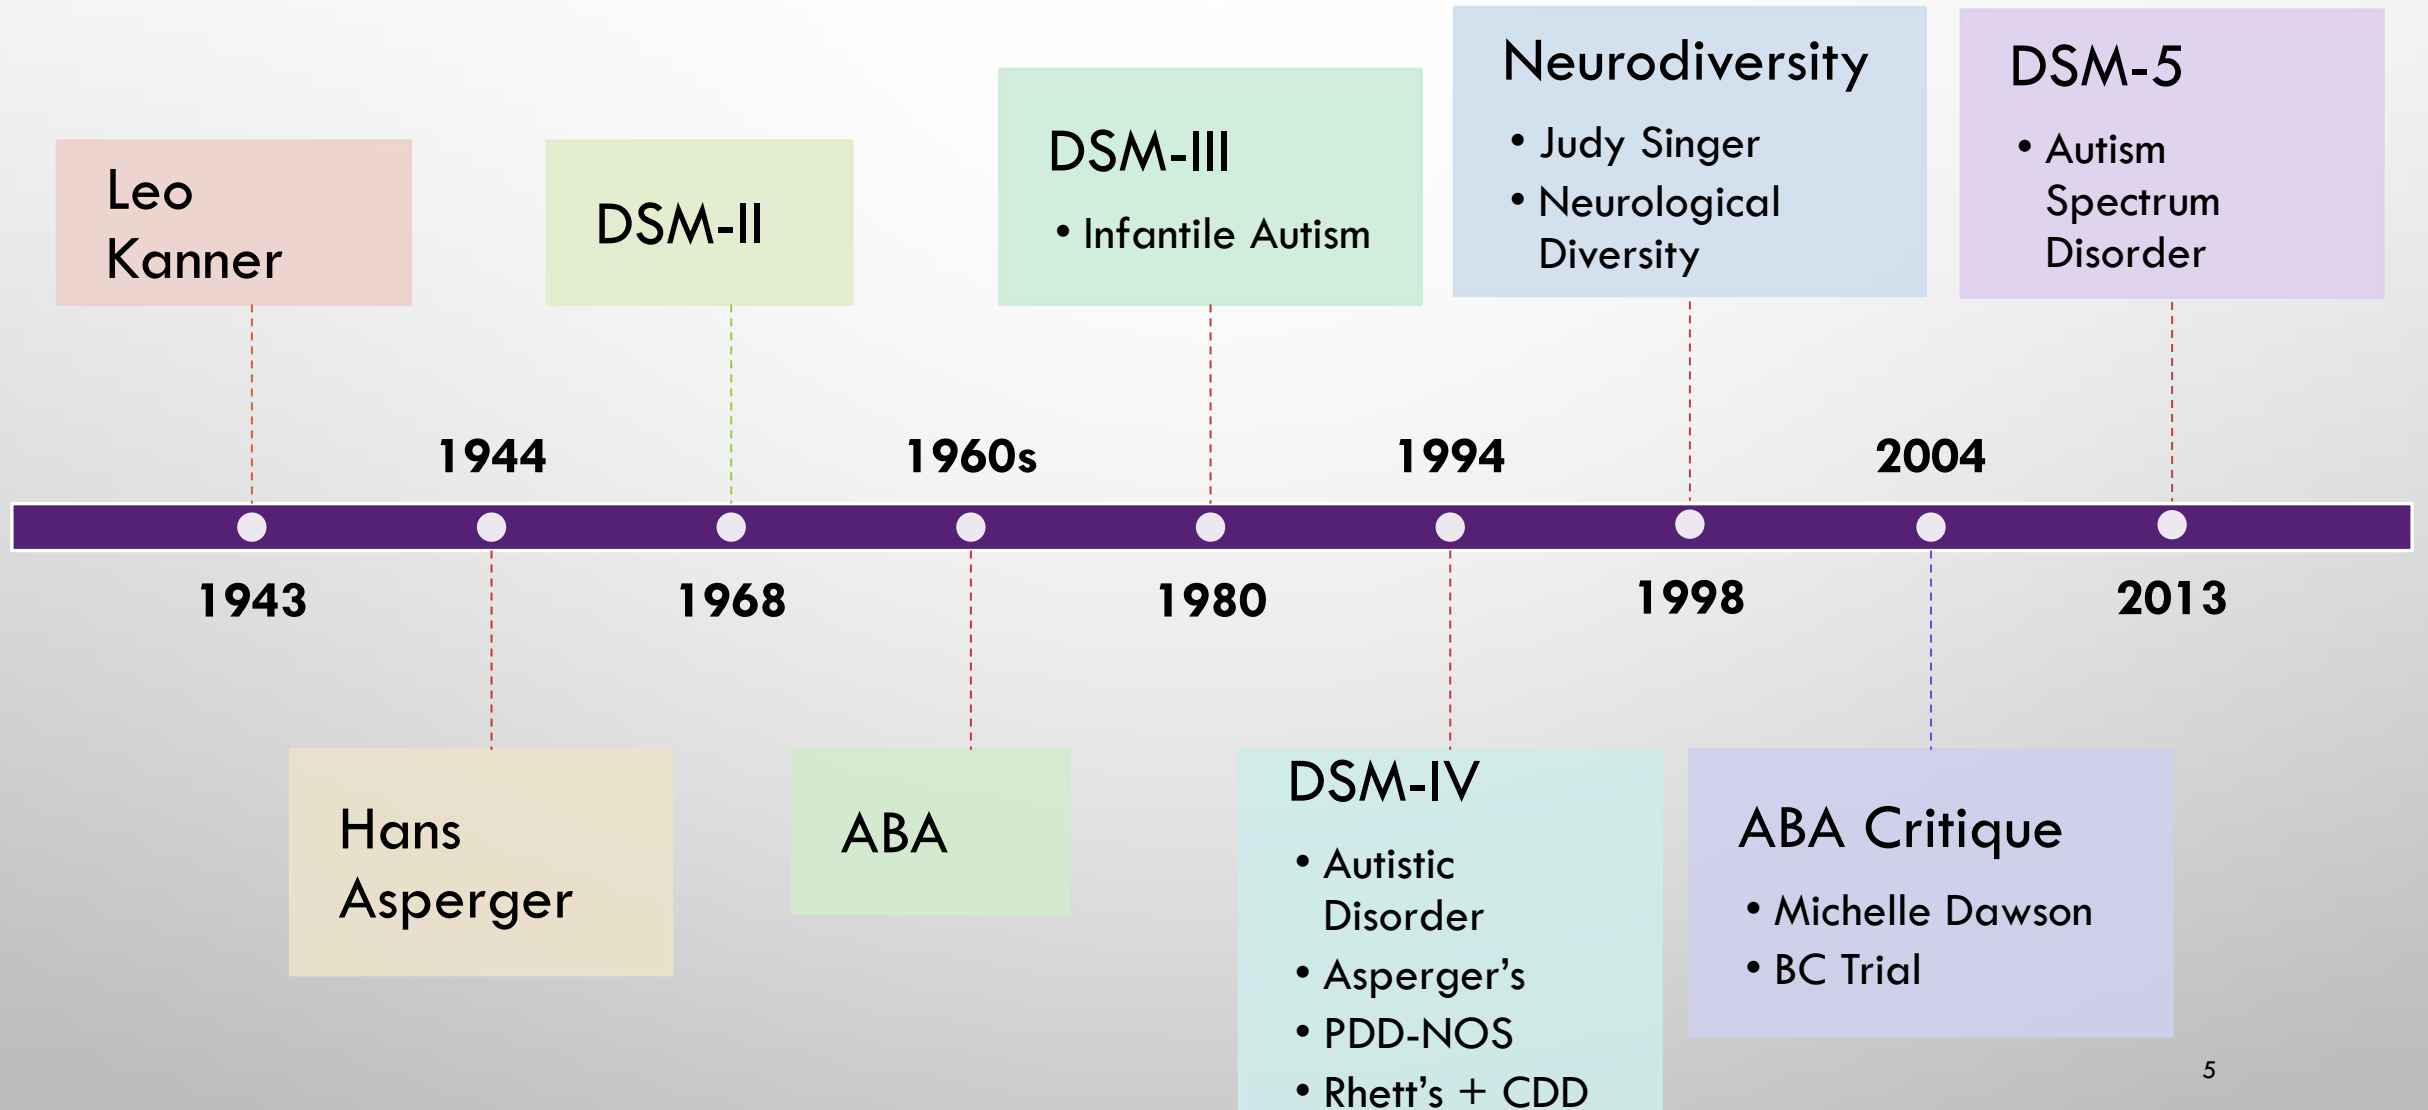 Leo
Kanner
DSM-II
DSM-III
• Infantile Autism
Neurodiversity
• Judy Singer
• Neurological
Diversity
DSM-5
• Autism
Spectrum
Disorder
1944
1960s
1994
2004
1943
1968
1980
1998
2013
Hans
Asperger
ABA
DSM-IV
• Autistic
Disorder
• Asperger’s
• PDD-NOS
• Rhett’s + CDD
ABA Critique
• Michelle Dawson
• BC Trial
5